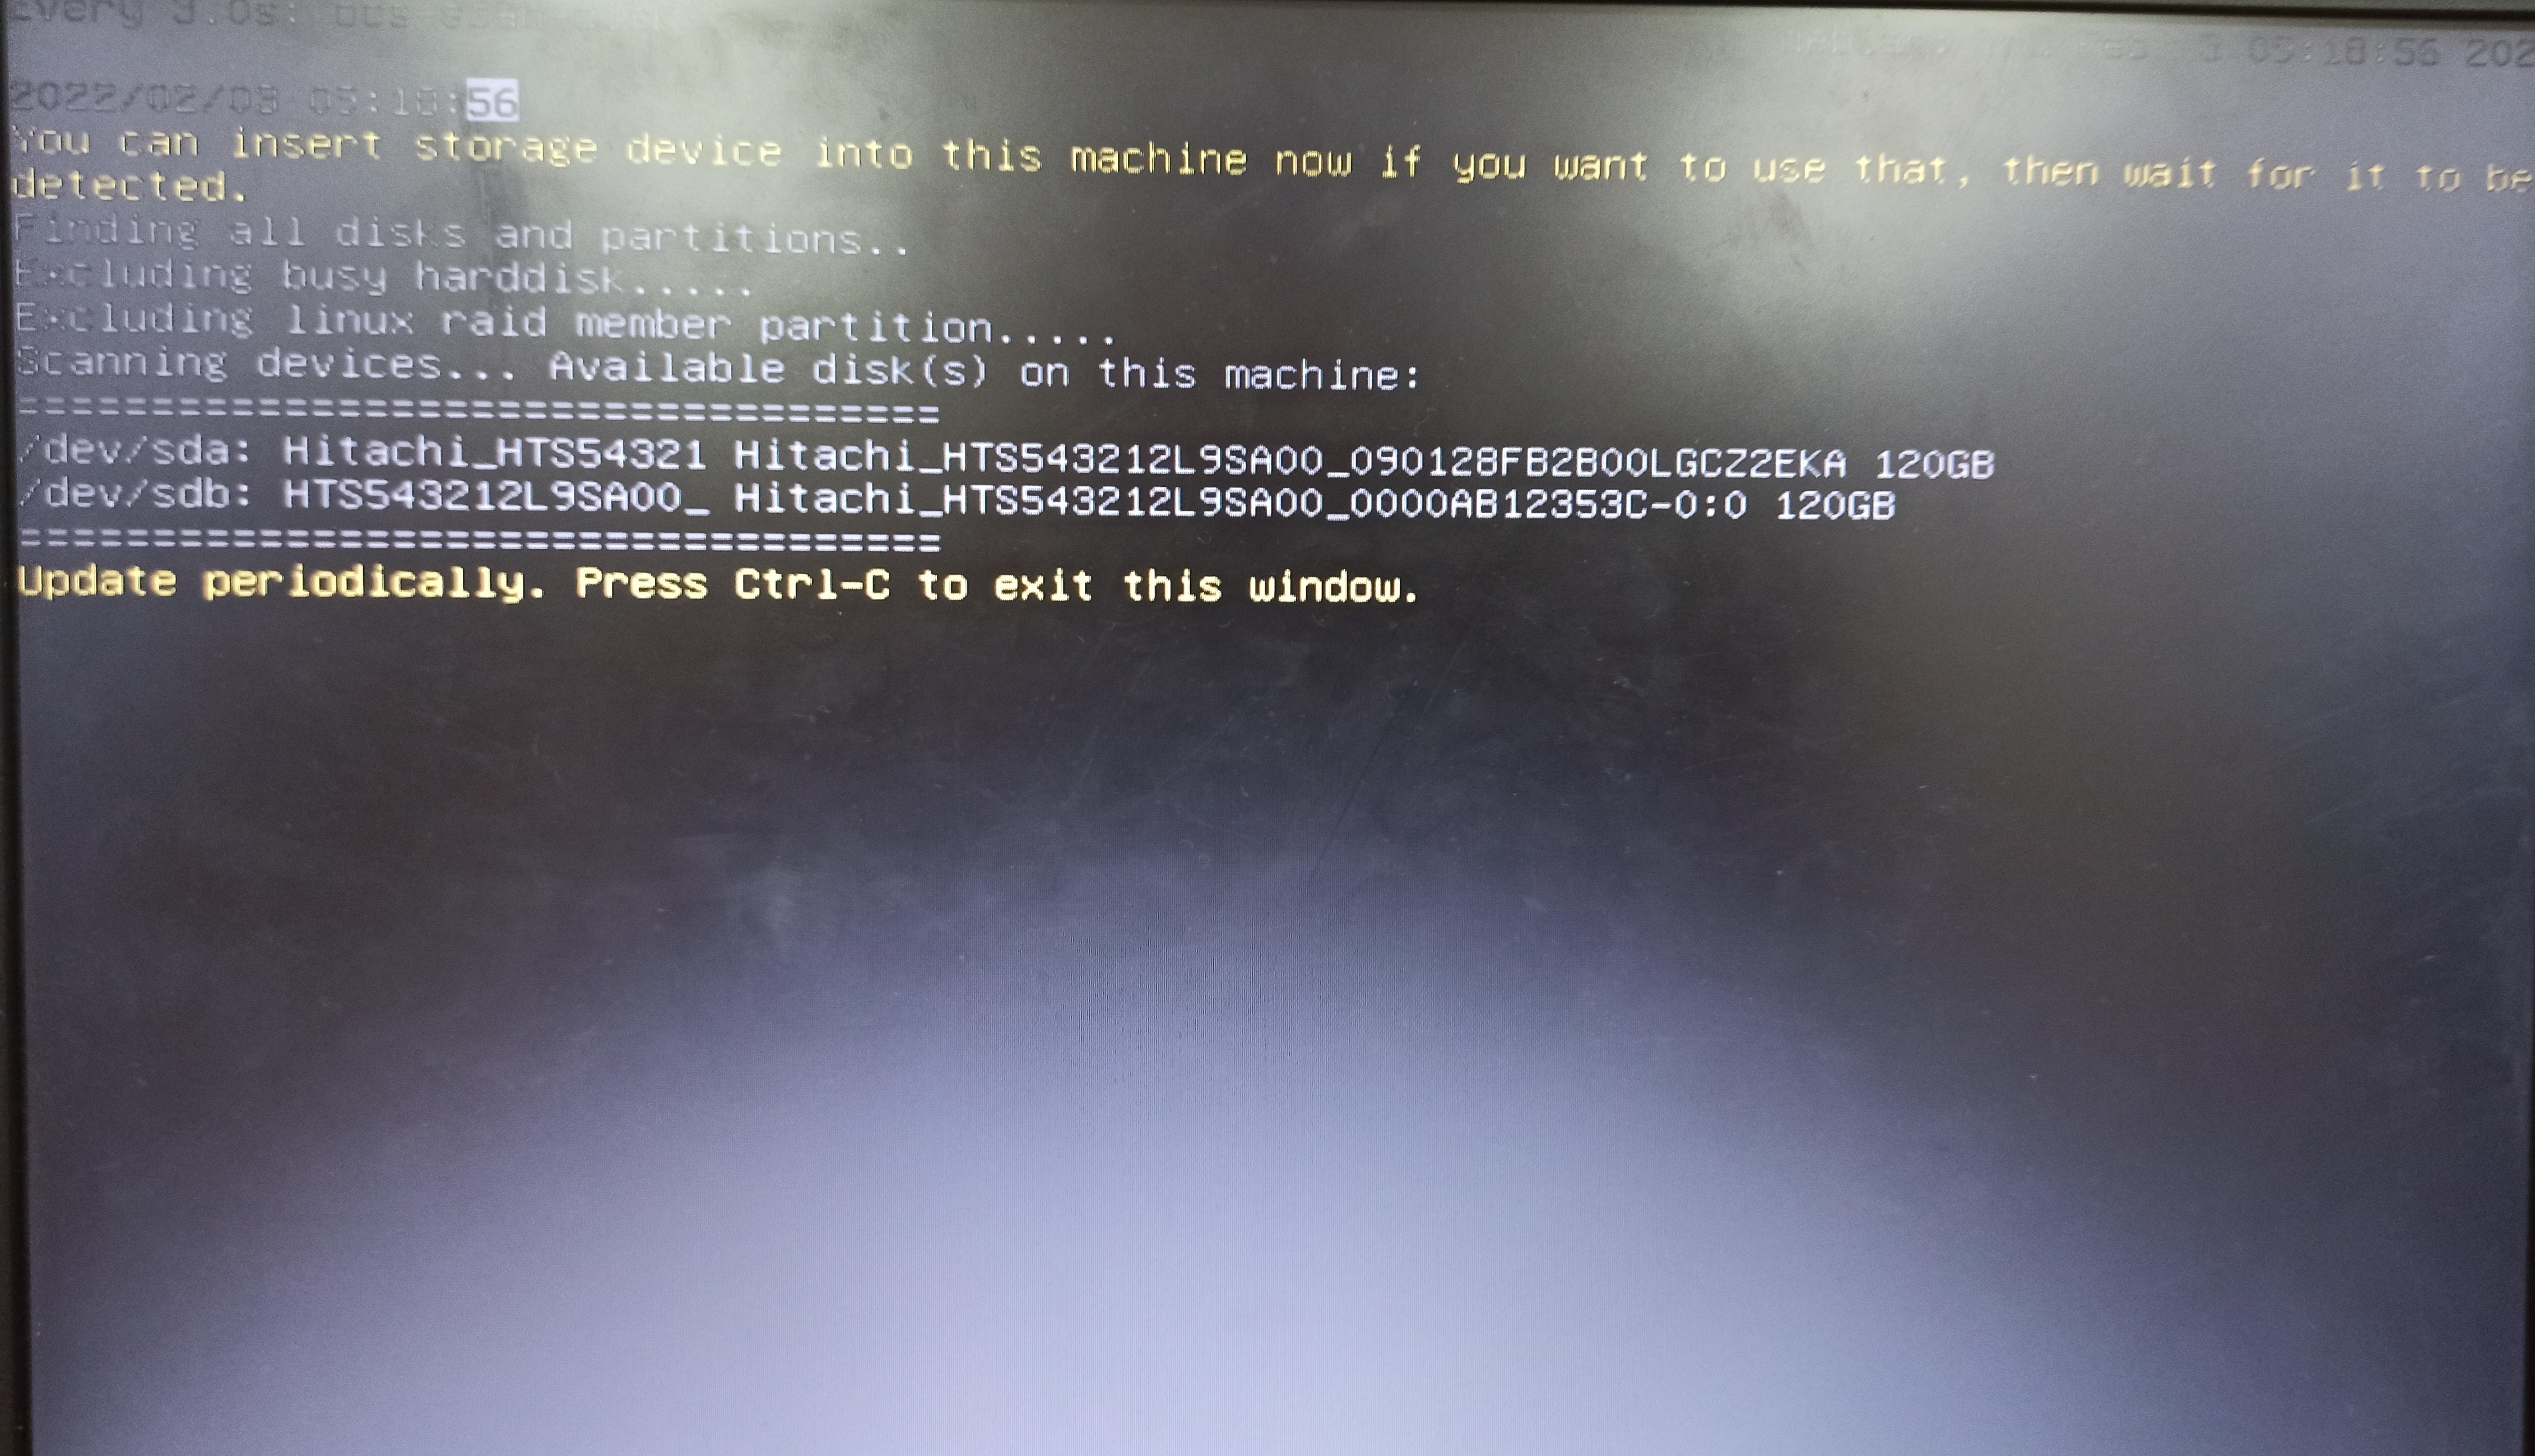 Every 3.0s: ocs-scan-disk
3 05:18:56 202
2022/02/03 05:18:56
You can insert storage device into this machine now if you want to use that, then wait for it to be
detected.
Finding all disks and partitions..
Excluding busy harddisk.....
Excluding linux raid member partition.....
Scanning devices... Available disk(s) on this machine:
===================================
/dev/sda: Hitachi_HTS54321 Hitachi_HTS543212L9SA00_090128FB2B00LGCZ2EKA 120GB
/dev/sdb: HTS543212L9SA00_ Hitachi_HTS543212L9SA00_0000AB12353C-0:0 120GB
===================================
Update periodically. Press Ctrl-C to exit this window.